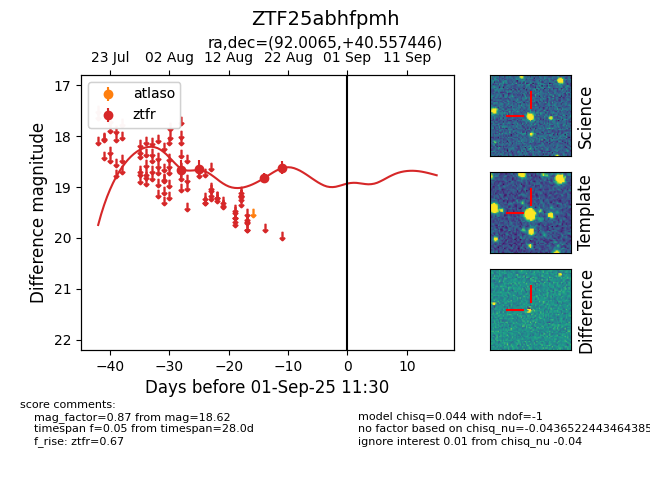 ZTF25abhfpmh
ra,dec=(92.0065,+40.557446)
23 Jul 02 Aug 12 Aug 22 Aug 01 Sep 11 Sep
atlaso
ztfr
17
18
19
20
21
22
Difference magnitude
−40 −30 −20 −10 0 10
Days before 01-Sep-25 11:30
Science
Template
Difference
score comments:
mag_factor=0.87 from mag=18.62
timespan f=0.05 from timespan=28.0d
f_rise: ztfr=0.67
model chisq=0.044 with ndof=-1
no factor based on chisq_nu=-0.0436522443464385
ignore interest 0.01 from chisq_nu -0.04